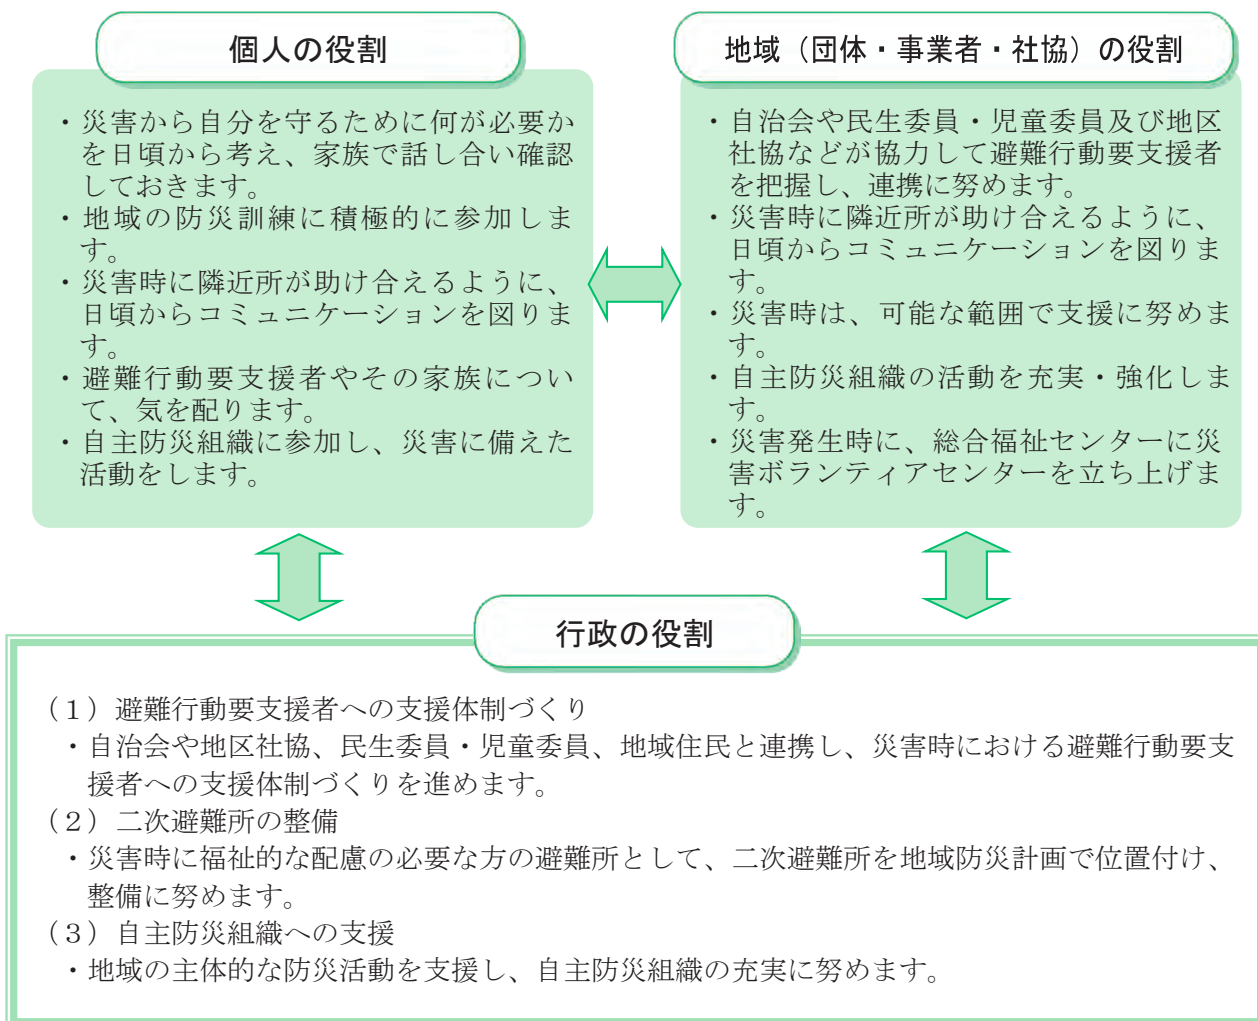 個人の役割
・災害から自分を守るために何が必要か
を日頃から考え、家族で話し合い確認
しておきます。
・地域の防災訓練に積極的に参加しま
す。
・災害時に隣近所が助け合えるように、
日頃からコミュニケーションを図りま
す。
・避難行動要支援者やその家族につい
て、気を配ります。
・自主防災組織に参加し、災害に備えた
活動をします。
地域（団体・事業者・社協）の役割
・自治会や民生委員・児童委員及び地区
社協などが協力して避難行動要支援者
を把握し、連携に努めます。
・災害時に隣近所が助け合えるように、
日頃からコミュニケーションを図りま
す。
・災害時は、可能な範囲で支援に努めま
す。
・自主防災組織の活動を充実・強化しま
す。
・災害発生時に、総合福祉センターに災
害ボランティアセンターを立ち上げま
す。
行政の役割
（１）避難行動要支援者への支援体制づくり
・自治会や地区社協、民生委員・児童委員、地域住民と連携し、災害時における避難行動要支
援者への支援体制づくりを進めます。
（２）二次避難所の整備
・災害時に福祉的な配慮の必要な方の避難所として、二次避難所を地域防災計画で位置付け、
整備に努めます。
（３）自主防災組織への支援
・地域の主体的な防災活動を支援し、自主防災組織の充実に努めます。